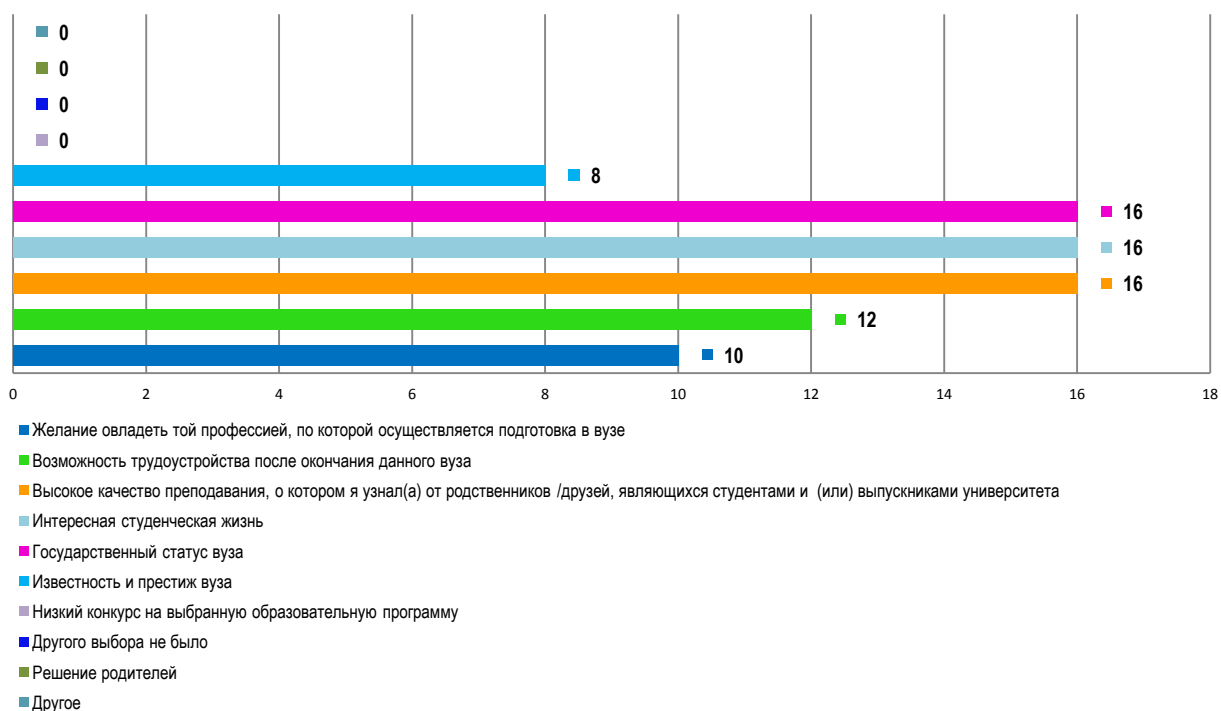 0
0
0
0
8
16
16
16
12
10
0 2 4 6 8 10 12 14 16 18
Желание овладеть той профессией, по которой осуществляется подготовка в вузе
Возможность трудоустройства после окончания данного вуза
Высокое качество преподавания, о котором я узнал(а) от родственников /друзей, являющихся студентами и (или) выпускниками университета
Интересная студенческая жизнь
Государственный статус вуза
Известность и престиж вуза
Низкий конкурс на выбранную образовательную программу
Другого выбора не было
Решение родителей
Другое